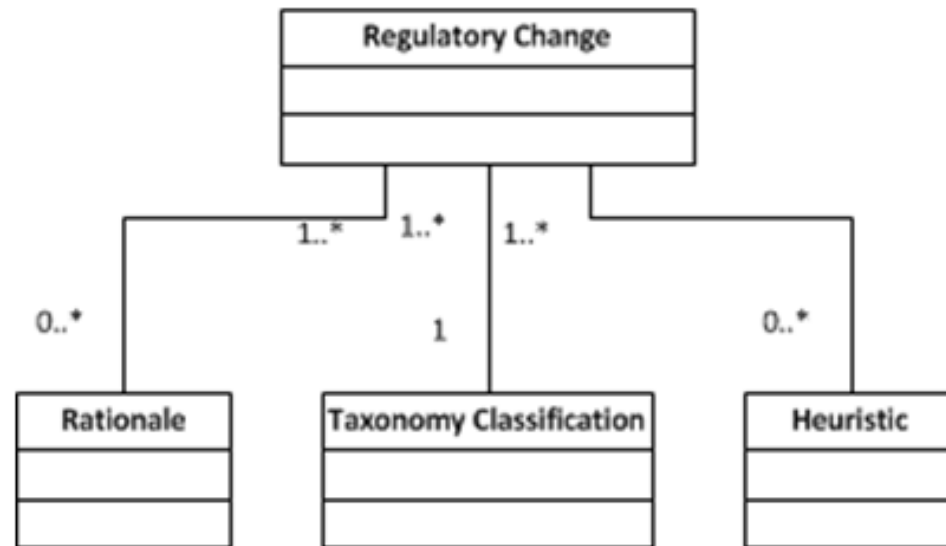 Regulatory Change
1..* 1..* 1..*
0..* 1 0..*
Rationale Taxonomy Classification Heuristic